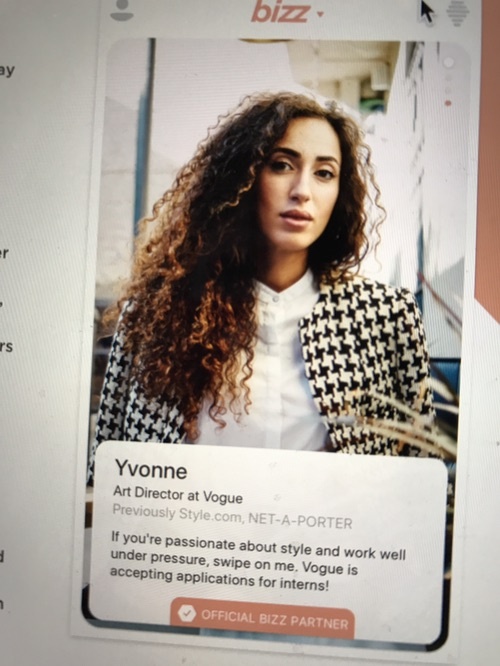 bizz
ay
er
rs
Yvonne
Art Director at Vogue
Previously Style.com, NET-A-PORTER
If you're passionate about style and work well
under pressure, swipe on me. Vogue is
accepting applications for interns!
OFFICIAL BIZZ PARTNER
d
n